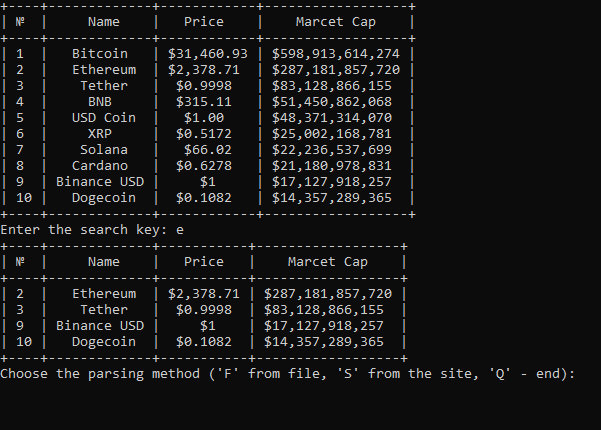 +----+-------------+------------+------------------+
| № | Name | Price | Marcet Cap |
+----+-------------+------------+------------------+
| 1 | Bitcoin | $31,460.93 | $598,913,614,274 |
| 2 | Ethereum | $2,378.71 | $287,181,857,720 |
| 3 | Tether | $0.9998 | $83,128,866,155 |
| 4 | BNB | $315.11 | $51,450,862,068 |
| 5 | USD Coin | $1.00 | $48,371,314,070 |
| 6 | XRP | $0.5172 | $25,002,168,781 |
| 7 | Solana | $66.02 | $22,236,537,699 |
| 8 | Cardano | $0.6278 | $21,180,978,831 |
| 9 | Binance USD | $1 | $17,127,918,257 |
| 10 | Dogecoin | $0.1082 | $14,357,289,365 |
+----+-------------+------------+------------------+
Enter the search key: e
+----+-------------+-----------+------------------+
| № | Name | Price | Marcet Cap |
+----+-------------+-----------+------------------+
| 2 | Ethereum | $2,378.71 | $287,181,857,720 |
| 3 | Tether | $0.9998 | $83,128,866,155 |
| 9 | Binance USD | $1 | $17,127,918,257 |
| 10 | Dogecoin | $0.1082 | $14,357,289,365 |
+----+-------------+-----------+------------------+
Choose the parsing method ('F' from file, 'S' from the site, 'Q' - end):